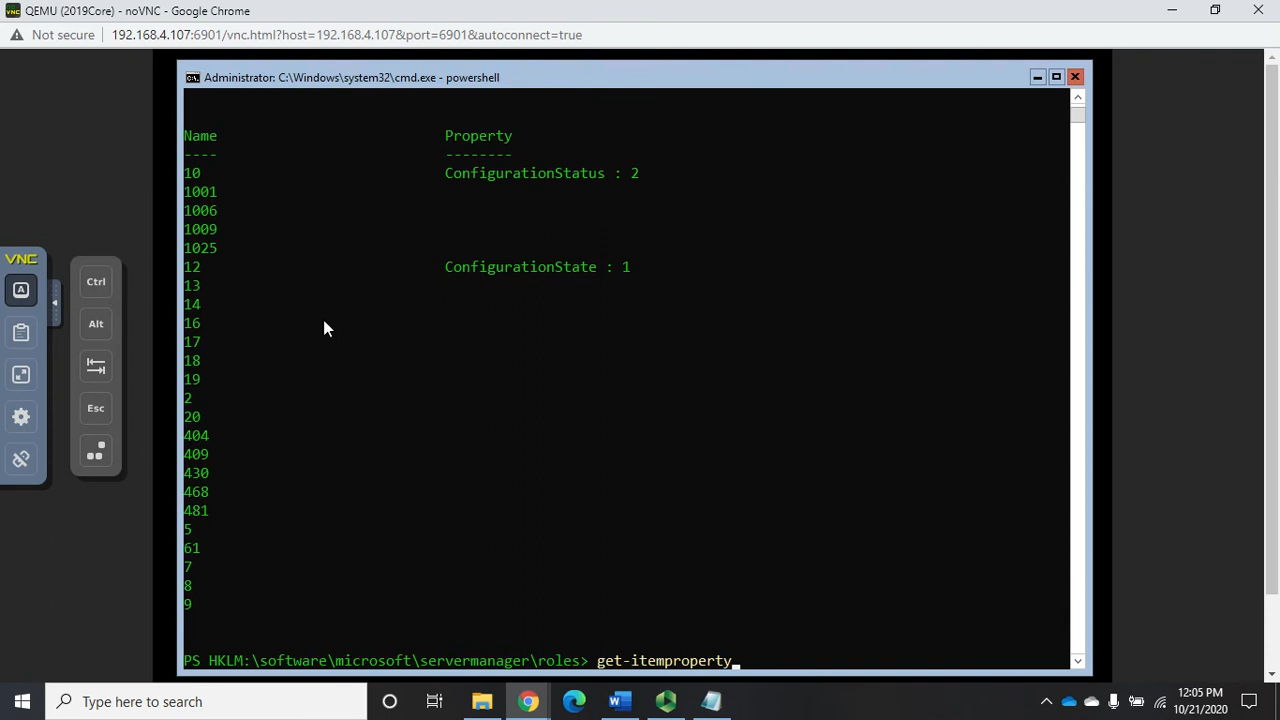 QEMU (2019Core) - noVNC - Google Chrome
Not secure 192.168.4.107:6901/vnc.html?host=192.168.4.107&port=6901&autoconnect=true
Administrator: C:\Windows\system32\cmd.exe - powershell
Name Property
---- --------
10 ConfigurationStatus : 2
1001
1006
1009
1025
12 ConfigurationState : 1
13
14
16
17
18
19
2
20
404
409
430
468
481
5
61
7
8
9
PS HKLM:\software\microsoft\servermanager\roles> get-itemproperty_
VNC
A
Ctrl
Alt
Esc
Type here to search
12:05 PM
10/21/2020